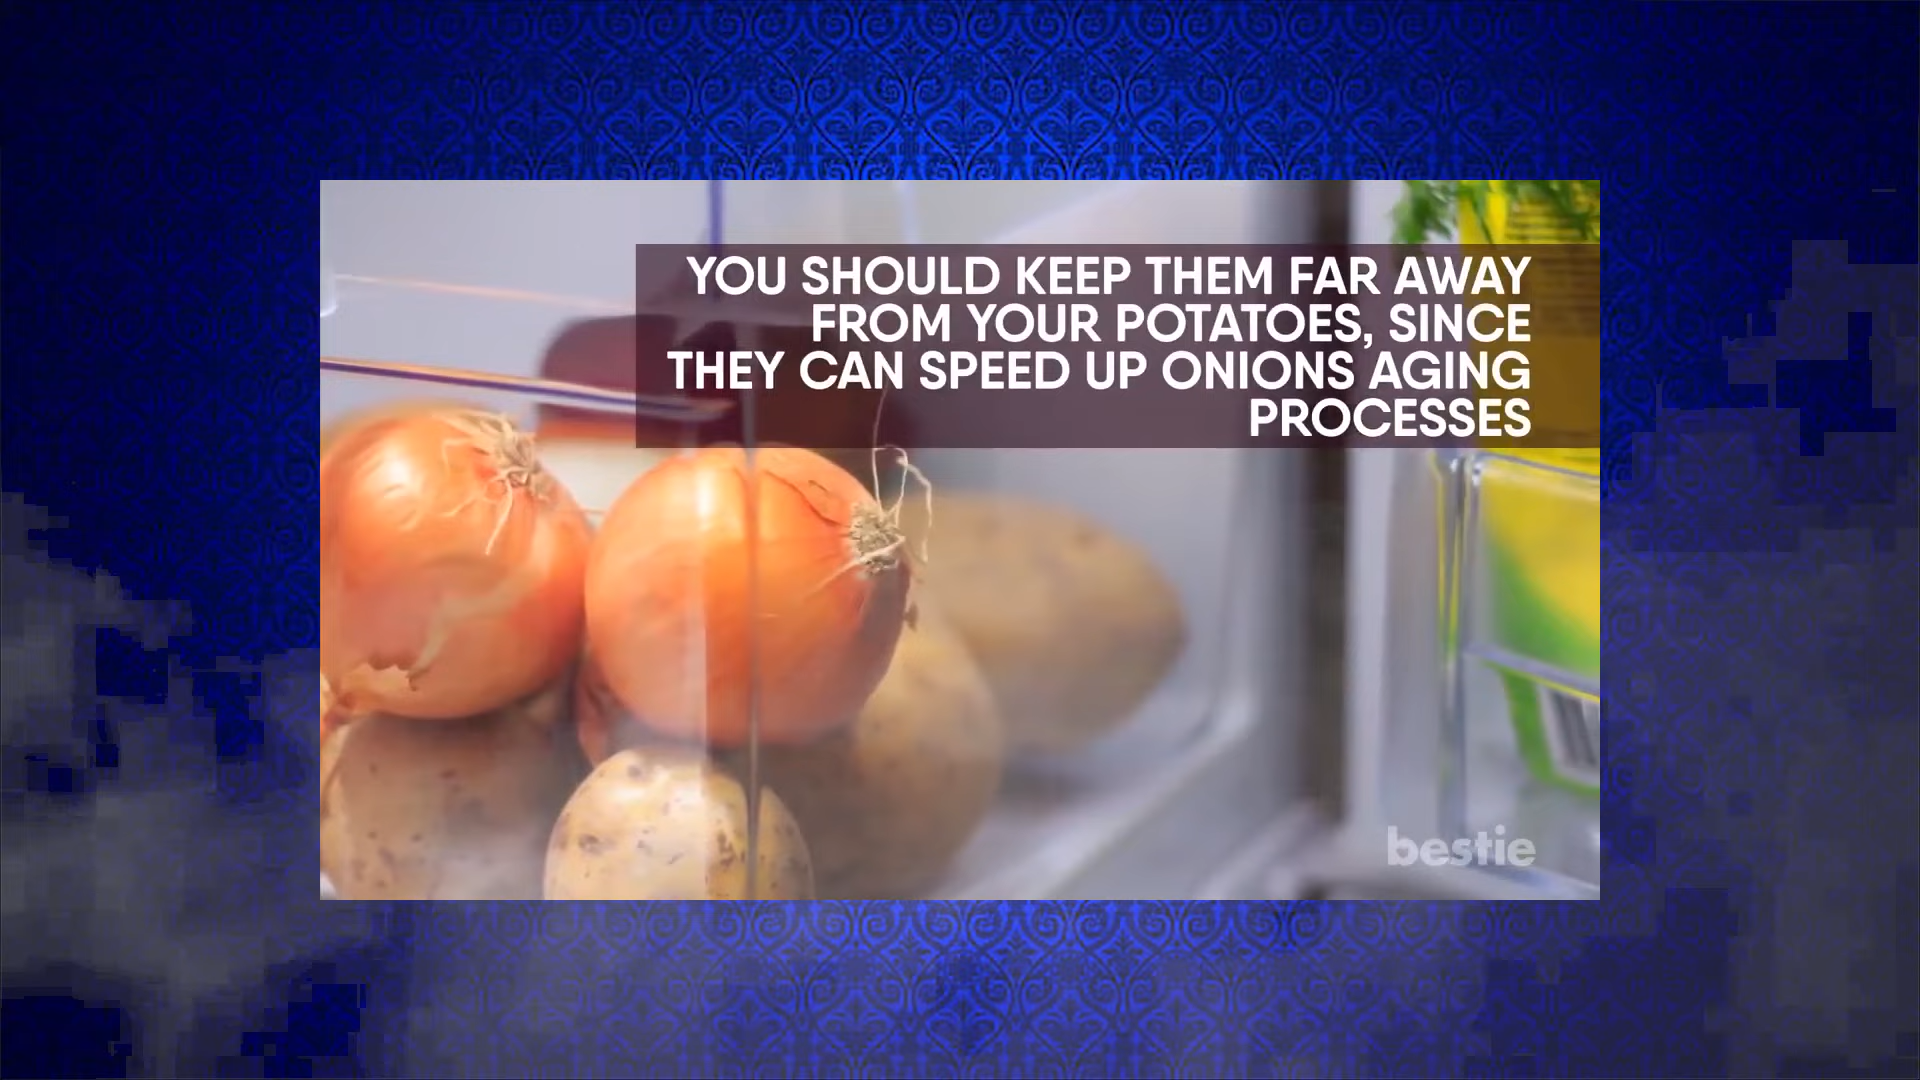 YOU SHOULD KEEP THEM FAR AWAY
FROM YOUR POTATOES, SINCE
THEY CAN SPEED UP ONIONS AGING
PROCESSES
bestie